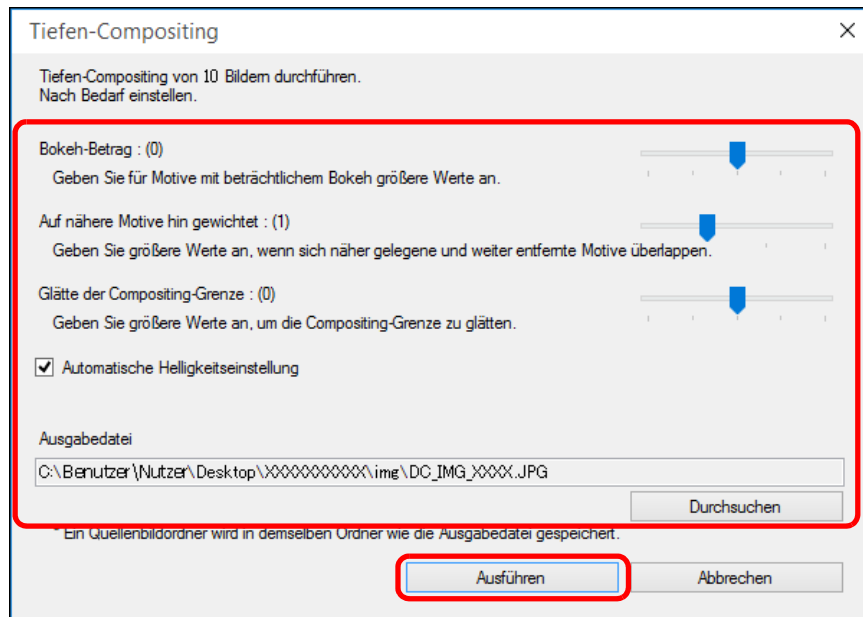 Tiefen-Compositing
Tiefen-Compositing von 10 Bildern durchführen.
Nach Bedarf einstellen.
Bokeh-Betrag : (0)
Geben Sie für Motive mit beträchtlichem Bokeh größere Werte an.
Auf nähere Motive hin gewichtet : (1)
Geben Sie größere Werte an, wenn sich näher gelegene und weiter entfernte Motive überlappen.
Glätte der Compositing-Grenze : (0)
Geben Sie größere Werte an, um die Compositing-Grenze zu glätten.
Automatische Helligkeitseinstellung
Ausgabedatei
C:\Benutzer\Nutzer\Desktop\XXXXXXXXXXX\img\DC_IMG_XXXX.JPG
Durchsuchen
* Ein Quellenbildordner wird in demselben Ordner wie die Ausgabedatei gespeichert.
Ausführen Abbrechen